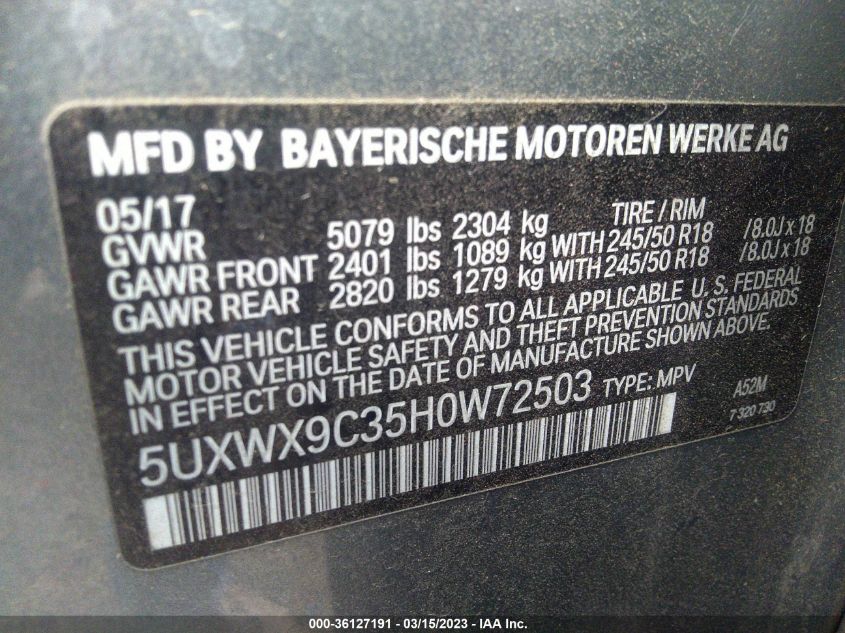 MFD BY BAYERISCHE MOTOREN WERKE AG
05/17 TIRE / RIM
GVWR 5079 lbs 2304 kg
GAWR FRONT 2401 lbs 1089 kg WITH 245/50 R18 /8.0J x 18
GAWR REAR 2820 lbs 1279 kg WITH 245/50 R18 /8.0J x 18
THIS VEHICLE CONFORMS TO ALL APPLICABLE U. S. FEDERAL
MOTOR VEHICLE SAFETY AND THEFT PREVENTION STANDARDS
IN EFFECT ON THE DATE OF MANUFACTURE SHOWN ABOVE.
5UXWX9C35H0W72503 TYPE: MPV A52M
7 320 730
000-36127191 - 03/15/2023 - IAA Inc.